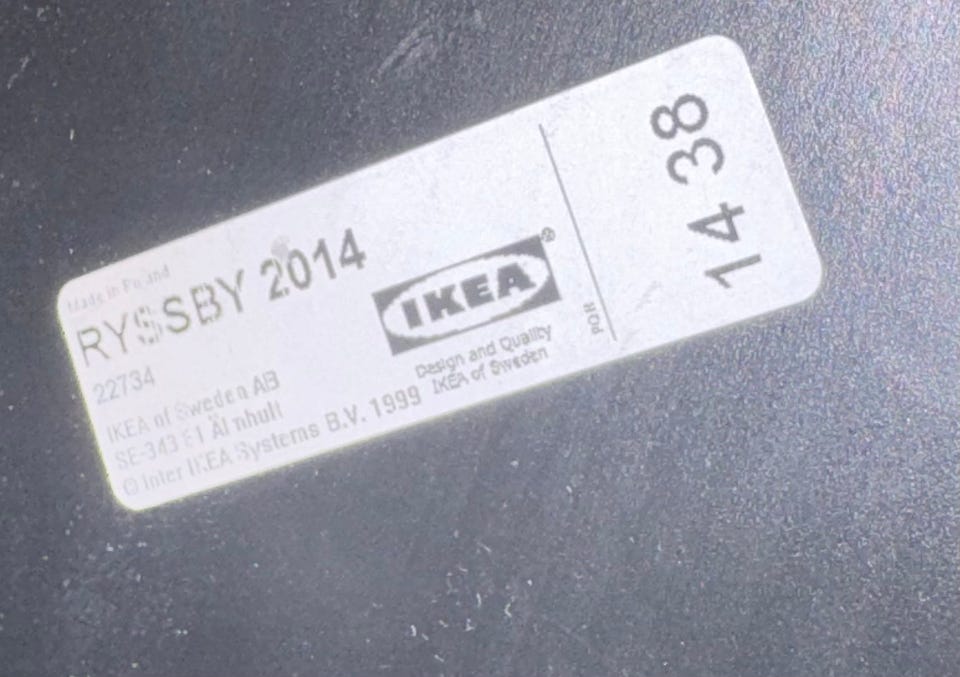 Made in Poland
RYSSBY 2014
22734
IKEA of Sweden AB
SE-343 81 Älmhult
© Inter IKEA Systems B.V. 1999
IKEA®
Design and Quality
IKEA of Sweden
PQH
14 38